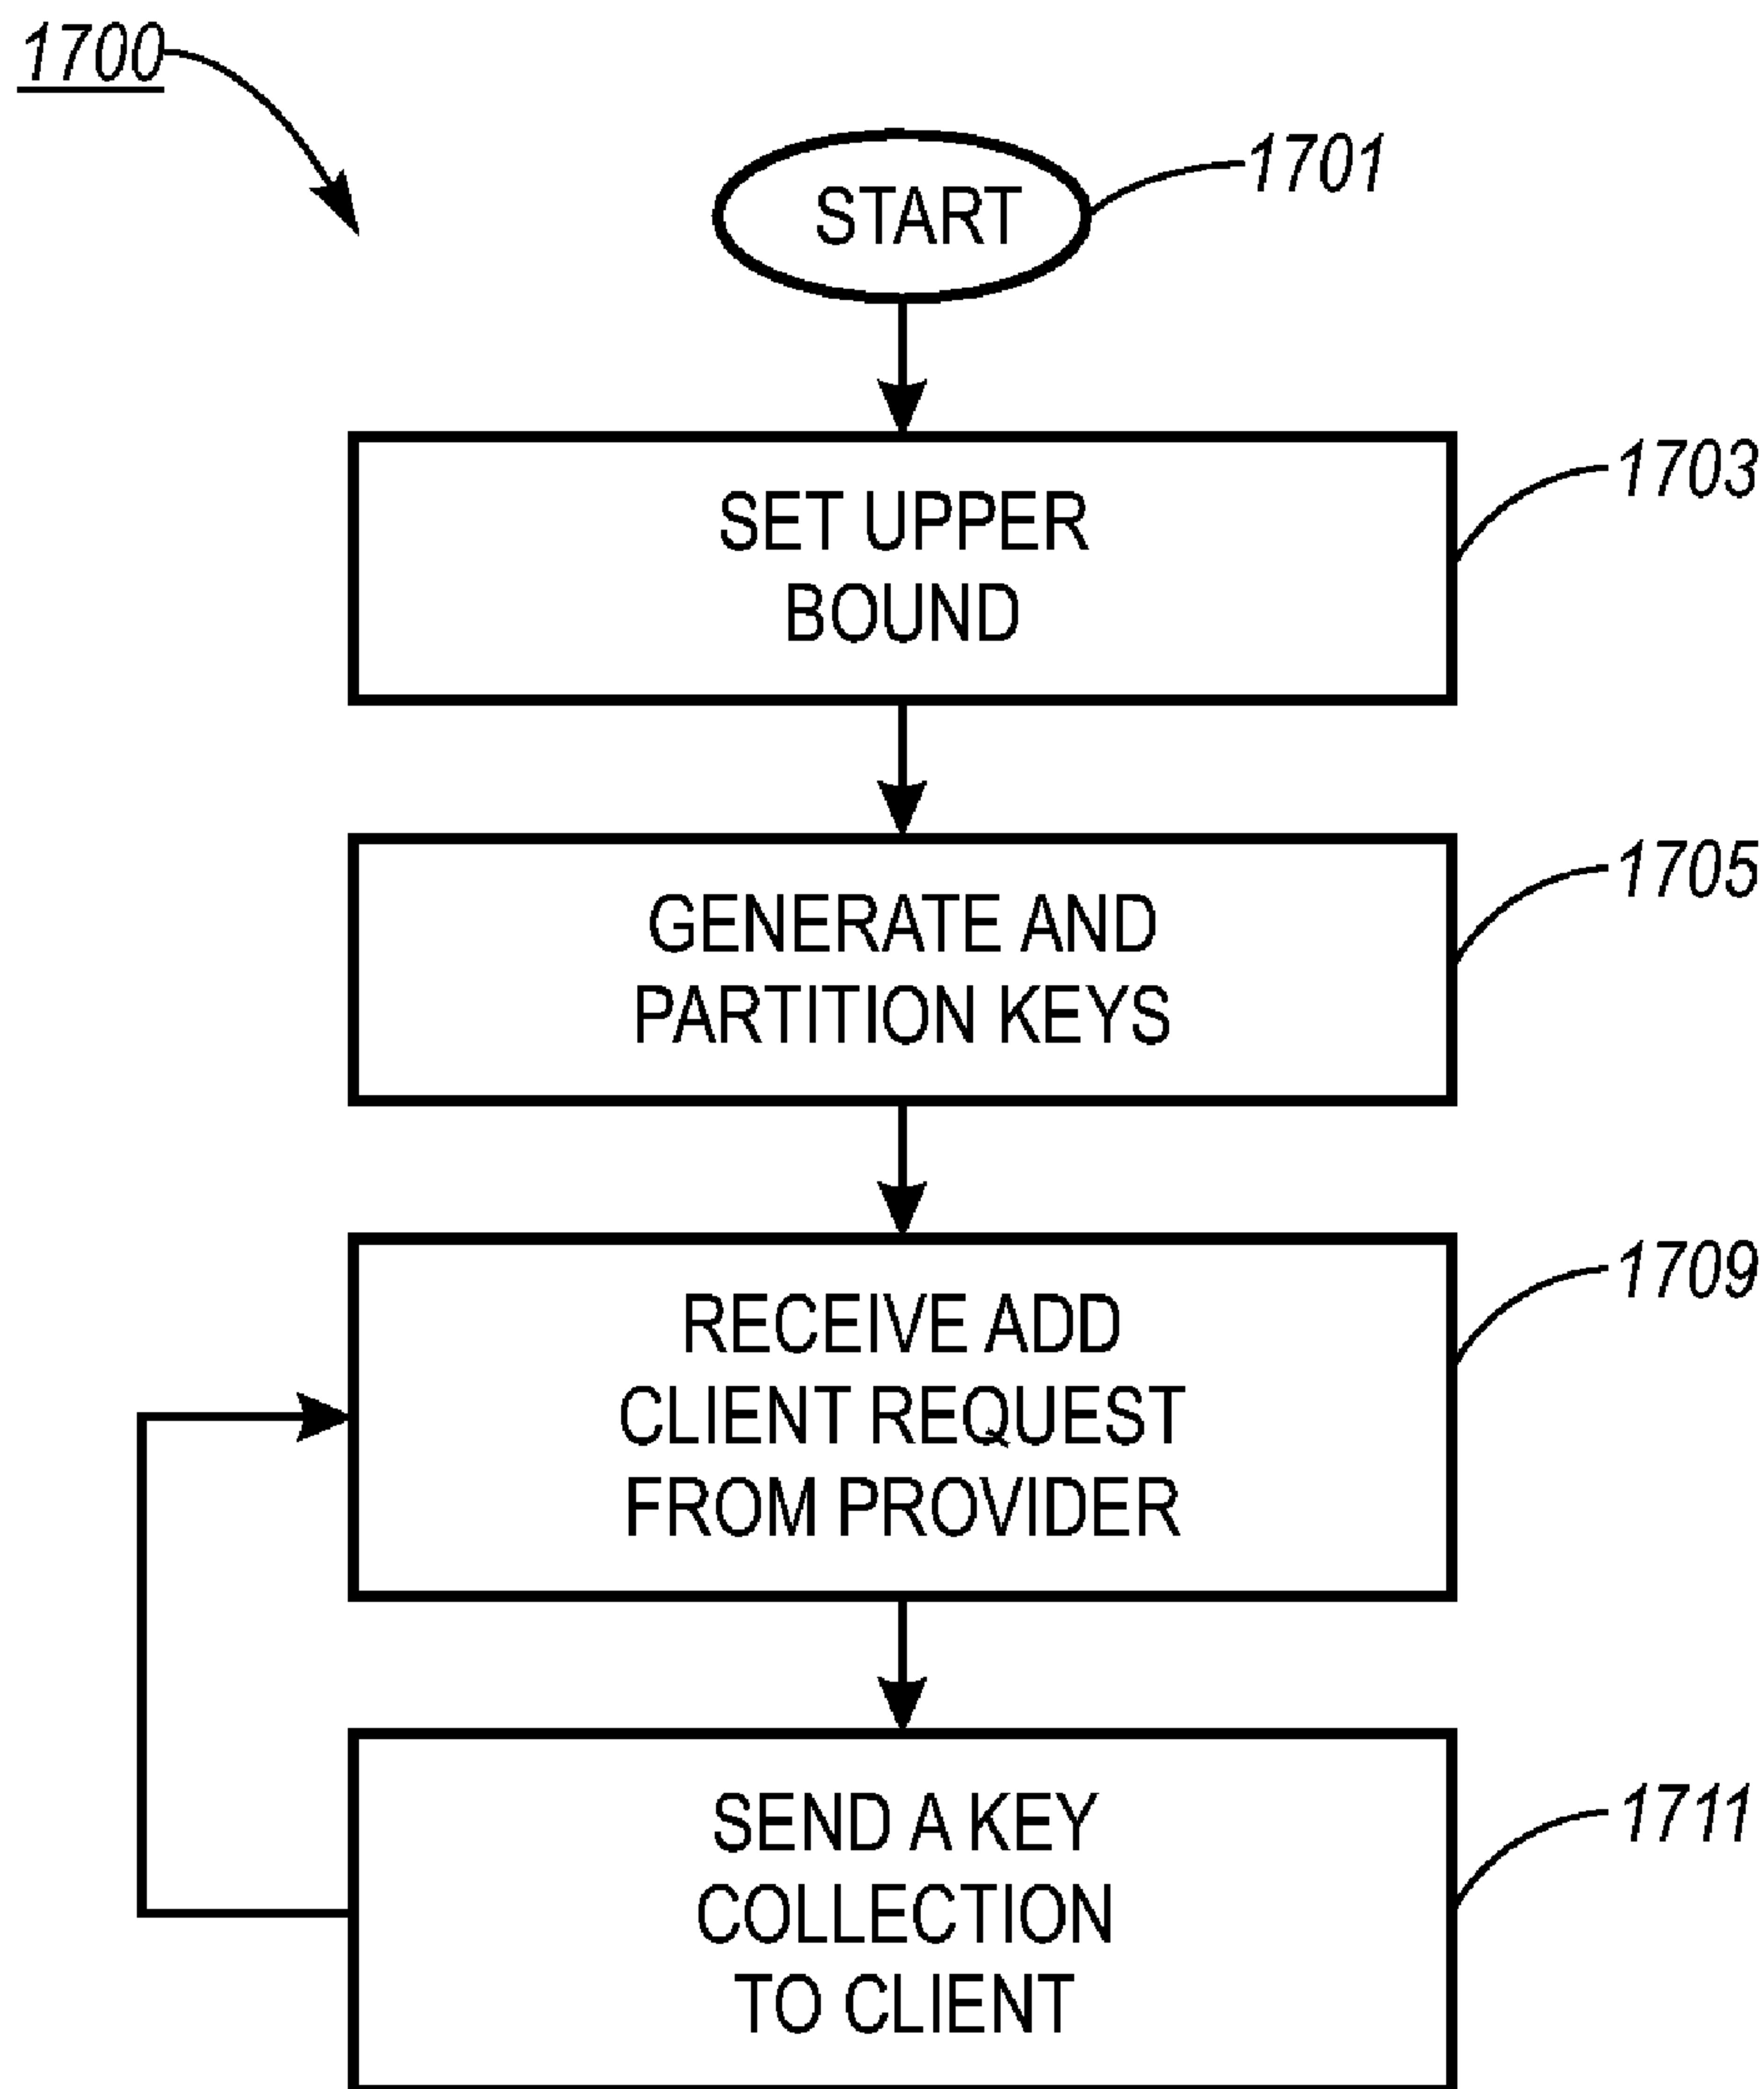 1700
START
1701
SET UPPER
BOUND
1703
GENERATE AND
PARTITION KEYS
1705
RECEIVE ADD
CLIENT REQUEST
FROM PROVIDER
1709
SEND A KEY
COLLECTION
TO CLIENT
1711